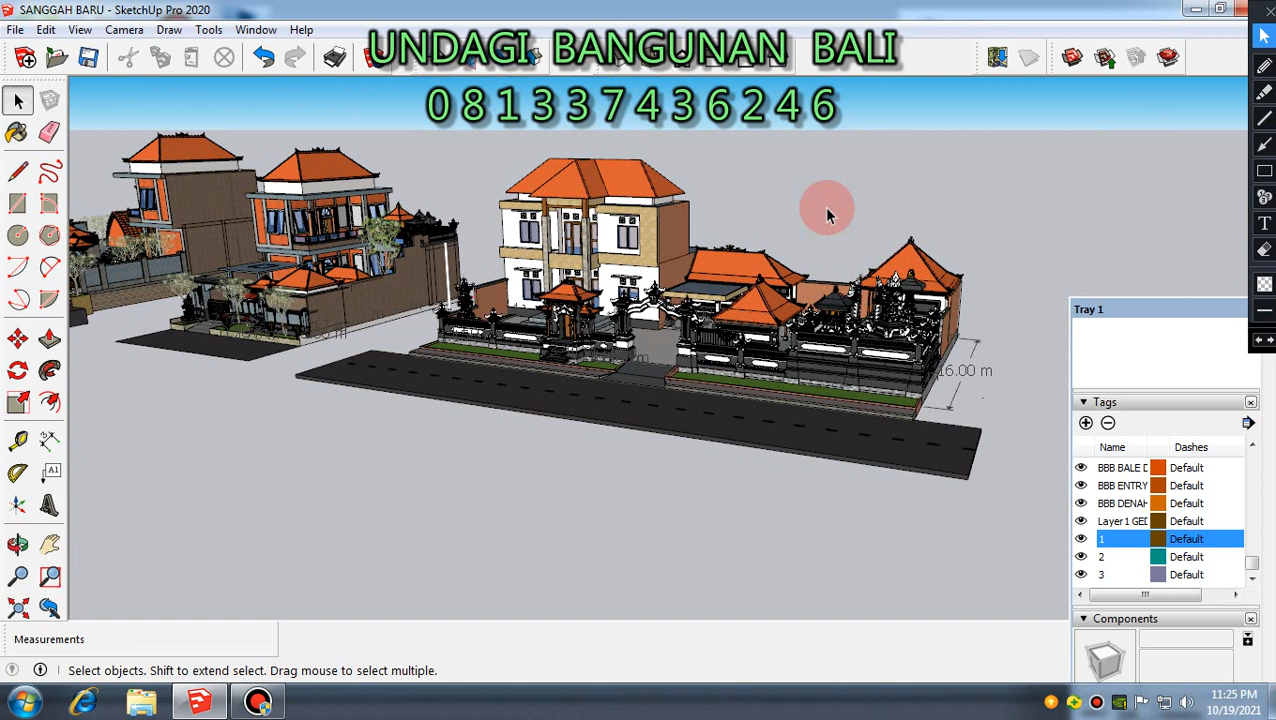 SANGGAH BARU - SketchUp Pro 2020
File Edit View Camera Draw Tools Window Help
UNDAGI BANGUNAN BALI
081337436246
16.00 m
Tray 1
Tags
Name Dashes
BBB BALE D Default
BBB ENTRY Default
BBB DENAH Default
Layer1 GED Default
1 Default
2 Default
3 Default
Components
A1
Measurements
Select objects. Shift to extend select. Drag mouse to select multiple.
11:25 PM
10/19/2021